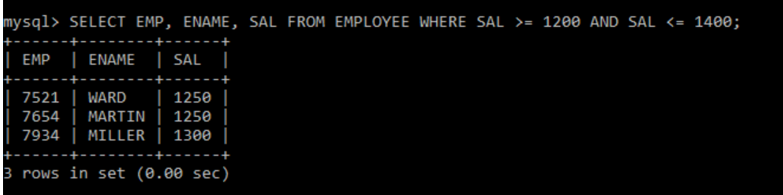 mysql> SELECT EMP, ENAME, SAL FROM EMPLOYEE WHERE SAL >= 1200 AND SAL <= 1400;
+------+--------+------+
| EMP  | ENAME  | SAL  |
+------+--------+------+
| 7521 | WARD   | 1250 |
| 7654 | MARTIN | 1250 |
| 7934 | MILLER | 1300 |
+------+--------+------+
3 rows in set (0.00 sec)